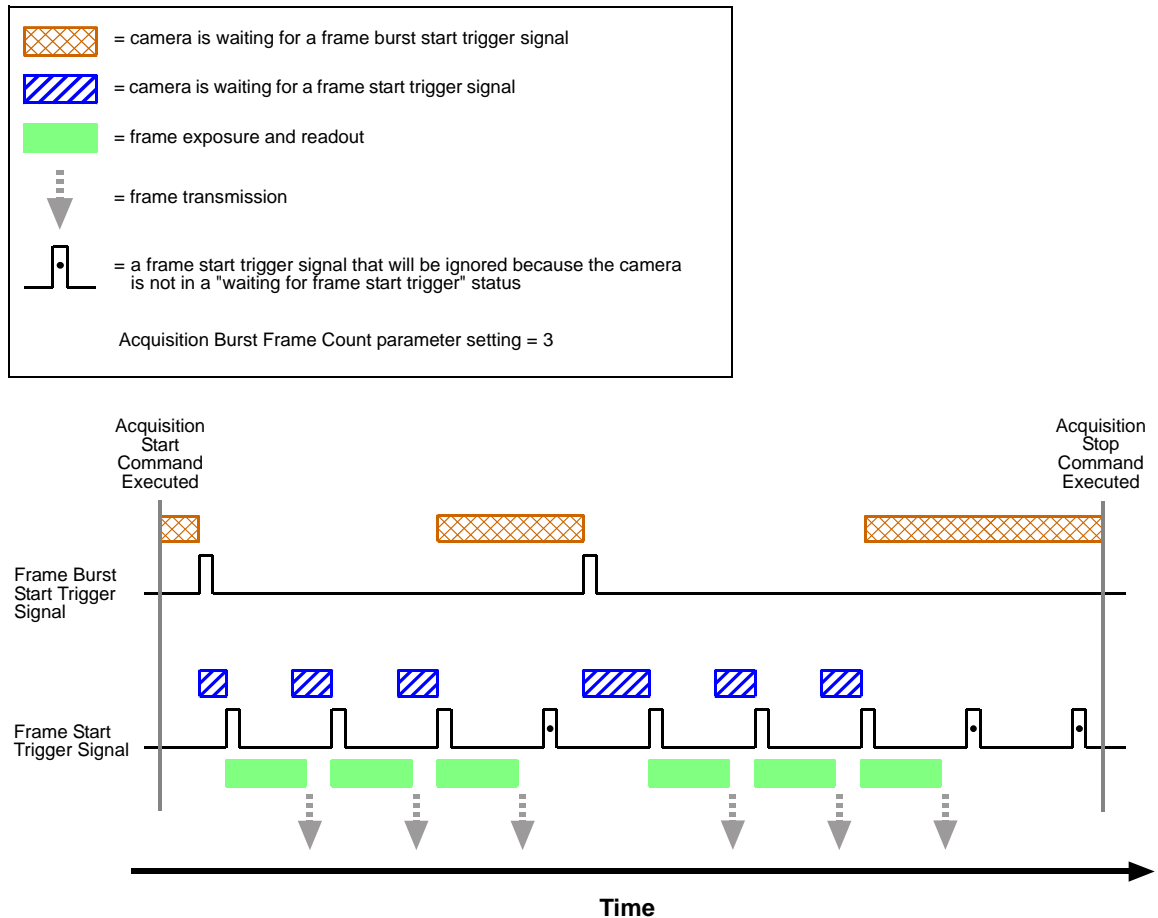 = camera is waiting for a frame burst start trigger signal
= camera is waiting for a frame start trigger signal
= frame exposure and readout
= frame transmission
= a frame start trigger signal that will be ignored because the camera
is not in a "waiting for frame start trigger" status
Acquisition Burst Frame Count parameter setting = 3
Acquisition
Start
Command
Executed
Acquisition
Stop
Command
Executed
Frame Burst
Start Trigger
Signal
Frame Start
Trigger Signal
Time